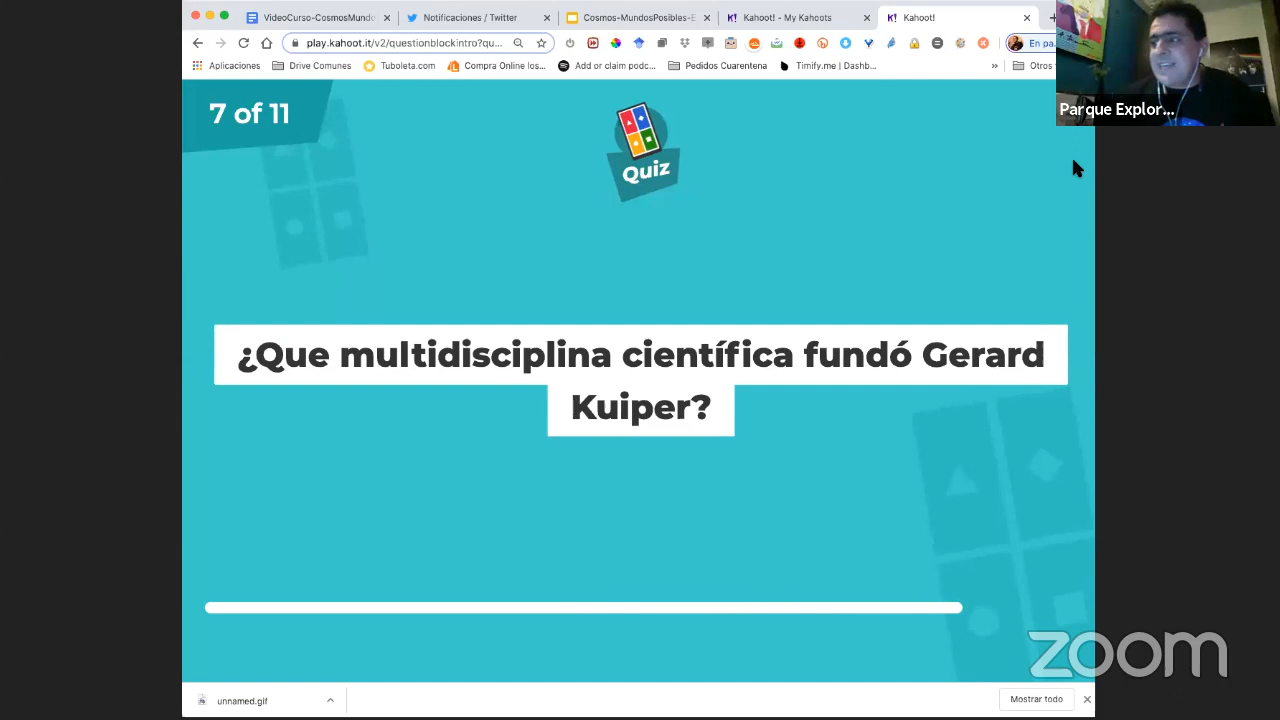 VideoCurso-CosmosMundo
Notificaciones / Twitter
Cosmos-MundosPosibles-E
Kahoot! - My Kahoots
Kahoot!
play.kahoot.it/v2/questionblockintro?qu...
En pa...
Aplicaciones
Drive Comunes
Tuboleta.com
Compra Online los...
Add or claim podc...
Pedidos Cuarentena
Timify.me | Dashb...
»
Otros
Parque Explor...
7 of 11
Quiz
¿Que multidisciplina científica fundó Gerard
Kuiper?
zoom
unnamed.gif
Mostrar todo